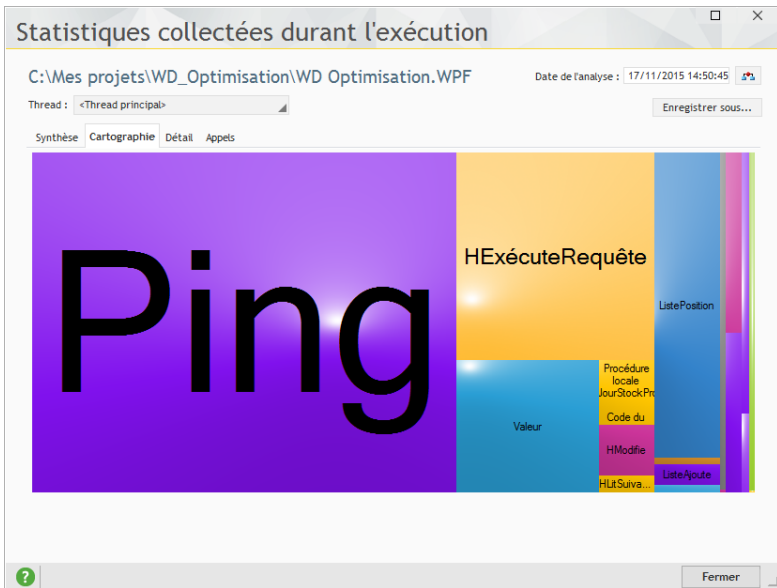 Statistiques collectées durant l'exécution
C:\Mes projets\WD_Optimisation\WD Optimisation.WPF
Date de l'analyse : 17/11/2015 14:50:45
Thread : <Thread principal>
Enregistrer sous...
Synthèse Cartographie Détail Appels
Ping
HExécuteRequête
ListePosition
Valeur
Procédure
locale
JourStockPro
Code du
HModifie
HLitSuiva...
ListeAjoute
?
Fermer